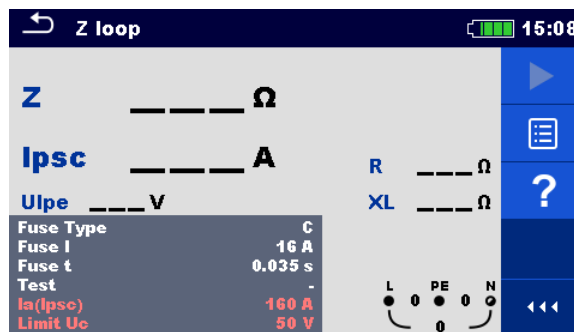 Z loop 15:08
Z ___ Ω
Ipsc ___ A
R ___ Ω
Ulpe ___ V
XL ___ Ω
?
Fuse Type C
Fuse I 16 A
Fuse t 0.035 s
Test -
Ia(Ipsc) 160 A
Limit Uc 50 V
L PE N
0 0
0